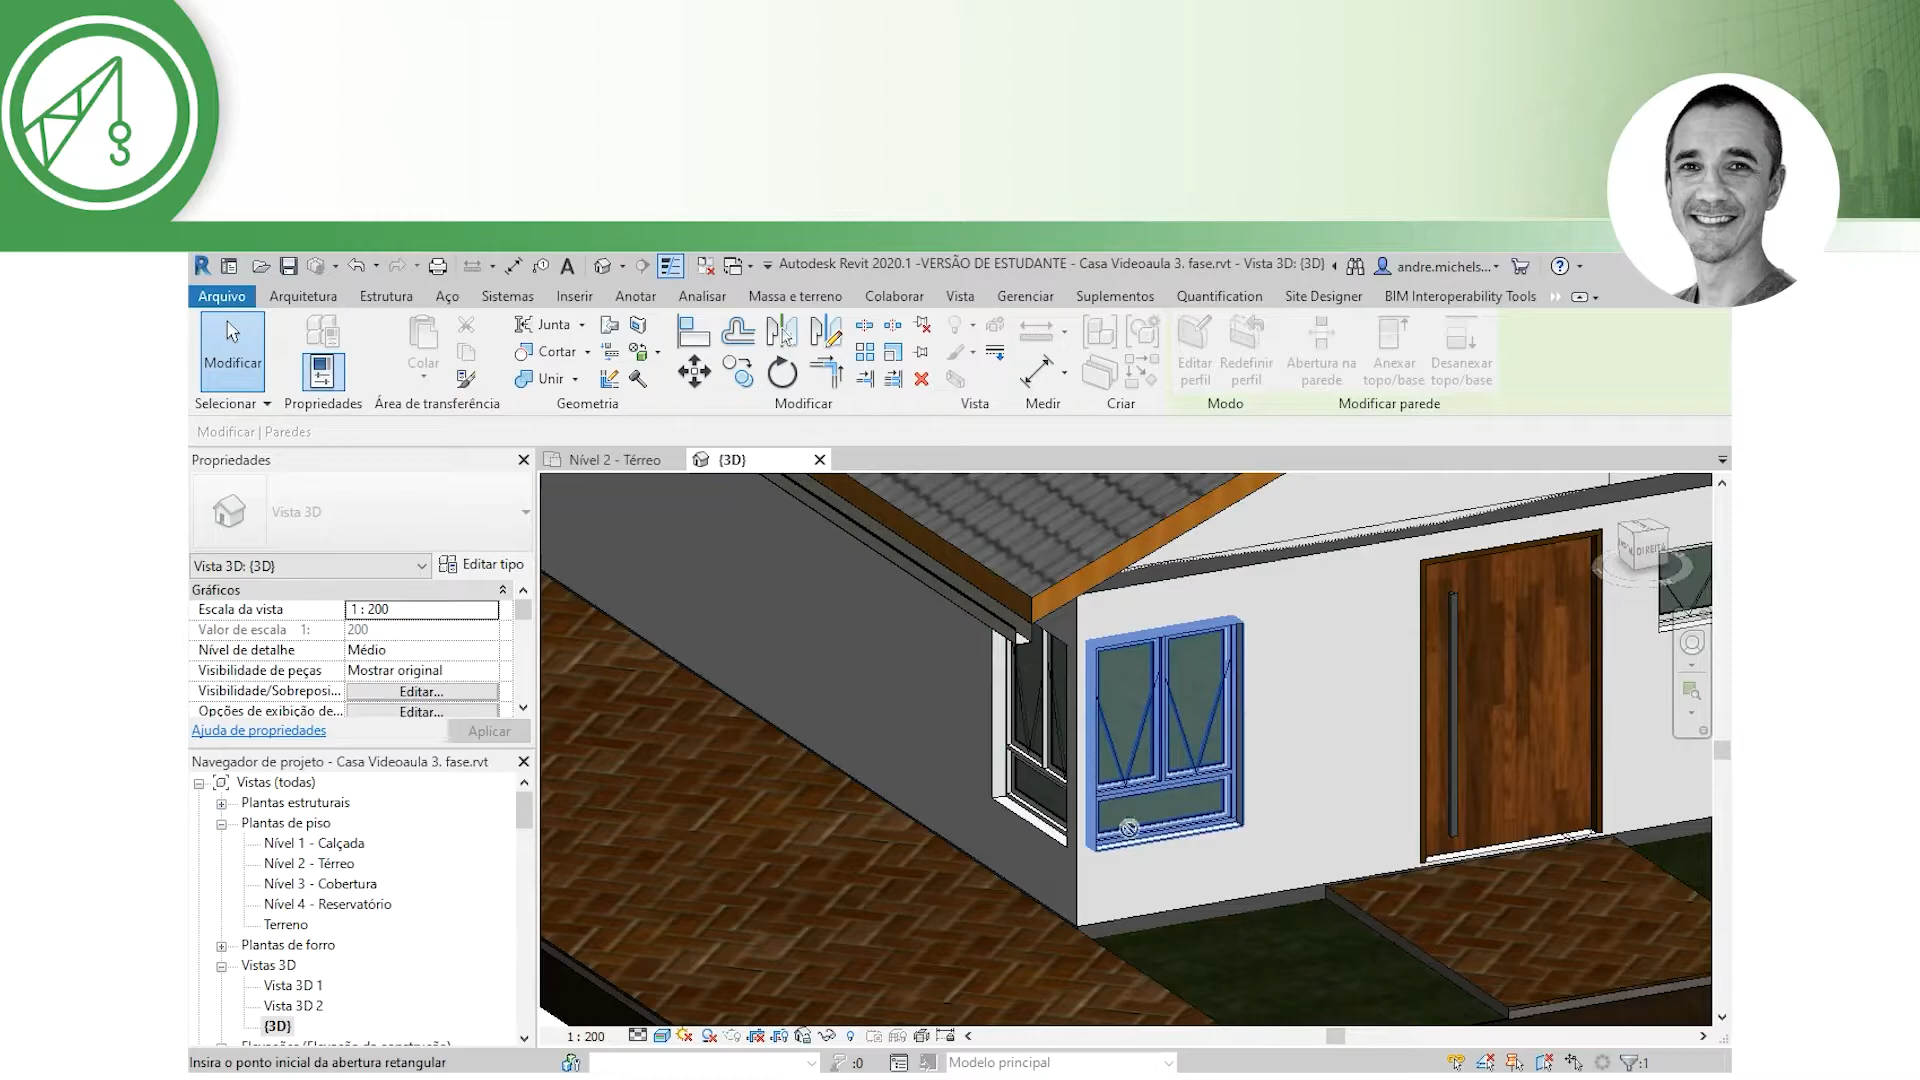 Autodesk Revit 2020.1 -VERSÃO DE ESTUDANTE - Casa Videoaula 3. fase.rvt - Vista 3D: {3D}
andre.michels...
Arquivo Arquitetura Estrutura Aço Sistemas Inserir Anotar Analisar Massa e terreno Colaborar Vista Gerenciar Suplementos Quantification Site Designer BIM Interoperability Tools
Modificar
Colar
Junta
Cortar
Unir
Editar perfil
Redefinir perfil
Abertura na parede
Anexar topo/base
Desanexar topo/base
Selecionar Propriedades Área de transferência Geometria Modificar Vista Medir Criar Modo Modificar parede
Modificar | Paredes
Propriedades
Nível 2 - Térreo
{3D}
Vista 3D
Vista 3D: {3D}
Editar tipo
Gráficos
Escala da vista 1 : 200
Valor de escala 1: 200
Nível de detalhe Médio
Visibilidade de peças Mostrar original
Visibilidade/Sobreposi... Editar...
Opções de exibição de... Editar...
Ajuda de propriedades
Aplicar
Navegador de projeto - Casa Videoaula 3. fase.rvt
Vistas (todas)
Plantas estruturais
Plantas de piso
Nível 1 - Calçada
Nível 2 - Térreo
Nível 3 - Cobertura
Nível 4 - Reservatório
Terreno
Plantas de forro
Vistas 3D
Vista 3D 1
Vista 3D 2
{3D}
DIREITA
1 : 200
Insira o ponto inicial da abertura retangular
:0
Modelo principal
:1